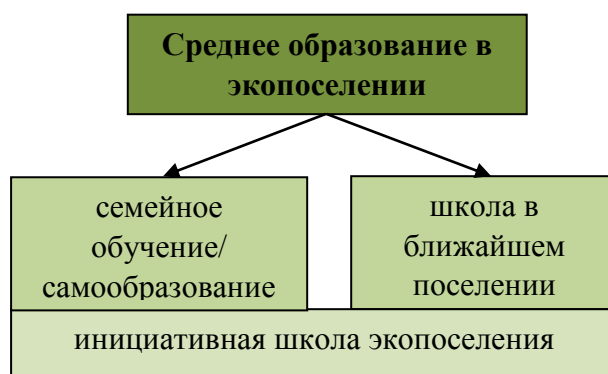 Среднее образование в
экопоселении
семейное
обучение/
самообразование
школа в
ближайшем
поселении
инициативная школа экопоселения